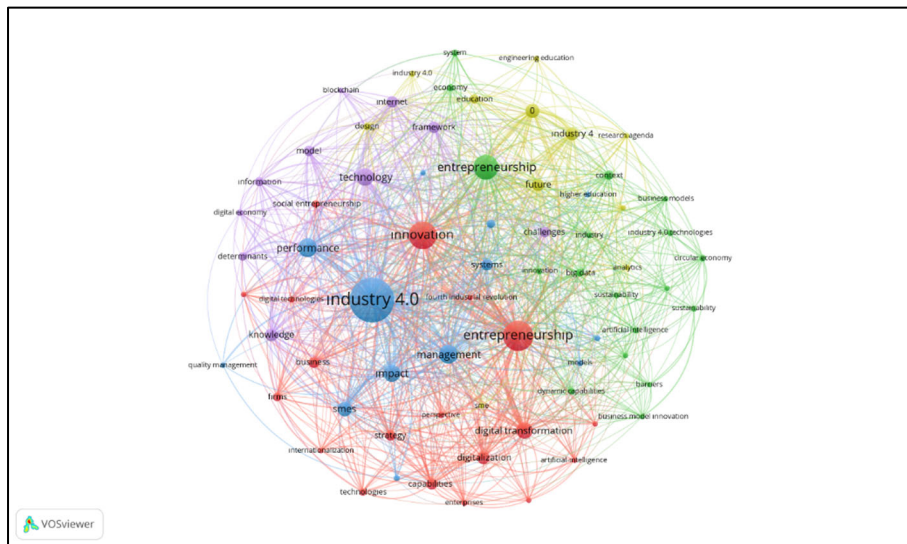 system
engineering education
industry 4.0
economy
blockchain
internet
education
0
design
framework
industry 4
research agenda
model
entrepreneurship
technology
context
information
future
higher education
business models
social entrepreneurship
digital economy
innovation
challenges
industry
industry 4.0 technologies
performance
determinants
systems
circular economy
innovation
big data
analytics
digital technologies
industry 4.0
fourth industrial revolution
sustainability
sustainability
artificial intelligence
knowledge
entrepreneurship
quality management
business
management
models
impact
barriers
dynamic capabilities
firms
smes
sme
perspective
business model innovation
strategy
digital transformation
internationalization
digitalization
artificial intelligence
capabilities
technologies
enterprises
VOSviewer